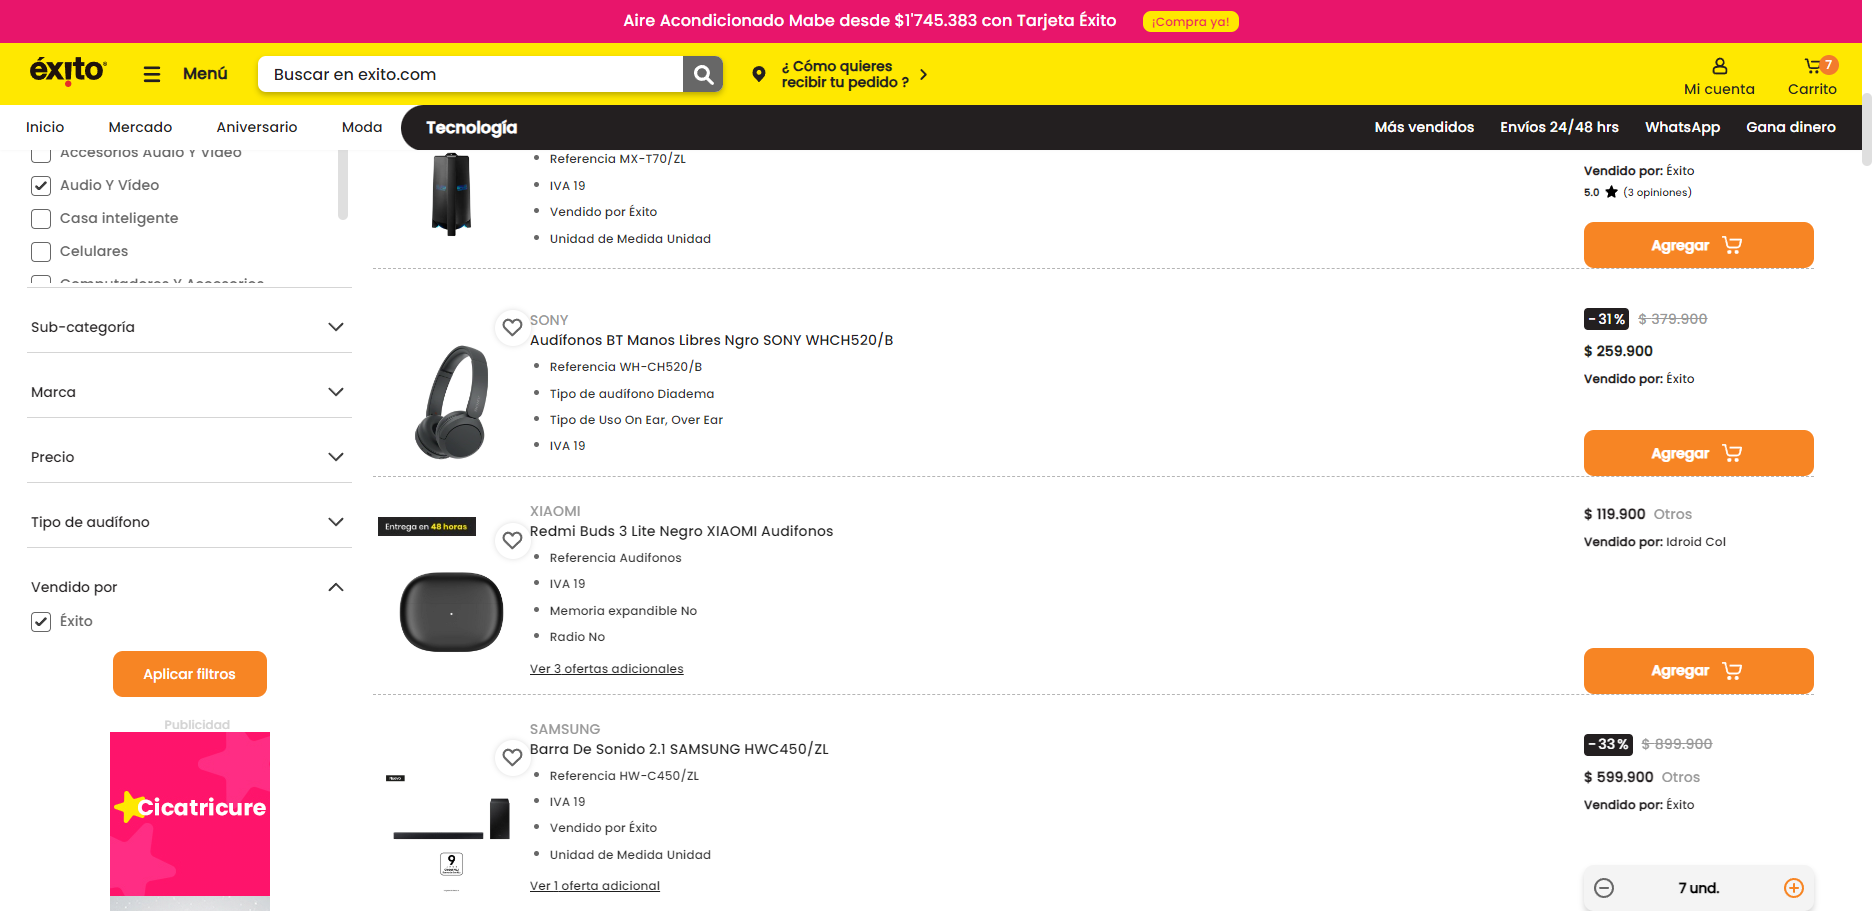 Aire Acondicionado Mabe desde $1'745.383 con Tarjeta Éxito ¡Compra ya!
éxito Menú Buscar en exito.com ¿ Cómo quieres
recibir tu pedido ? Mi cuenta 7 Carrito
Inicio Mercado Aniversario Moda Tecnología Más vendidos Envíos 24/48 hrs WhatsApp Gana dinero
Accesorios Audio Y Video
Audio Y Vídeo
Casa inteligente
Celulares
Computadores Y Accesorios
Sub-categoría
Marca
Precio
Tipo de audífono
Vendido por
Éxito
Aplicar filtros
Publicidad
Cicatricure
Referencia MX-T70/ZL
IVA 19
Vendido por Éxito
Unidad de Medida Unidad
Vendido por: Éxito
5.0 (3 opiniones)
Agregar
SONY
Audífonos BT Manos Libres Ngro SONY WHCH520/B
Referencia WH-CH520/B
Tipo de audífono Diadema
Tipo de Uso On Ear, Over Ear
IVA 19
-31% $ 379.900
$ 259.900
Vendido por: Éxito
Agregar
Entrega en 48 horas
XIAOMI
Redmi Buds 3 Lite Negro XIAOMI Audifonos
Referencia Audifonos
IVA 19
Memoria expandible No
Radio No
Ver 3 ofertas adicionales
$ 119.900 Otros
Vendido por: Idroid Col
Agregar
SAMSUNG
Barra De Sonido 2.1 SAMSUNG HWC450/ZL
Referencia HW-C450/ZL
IVA 19
Vendido por Éxito
Unidad de Medida Unidad
Ver 1 oferta adicional
Nuevo
9
-33% $ 899.900
$ 599.900 Otros
Vendido por: Éxito
7 und.